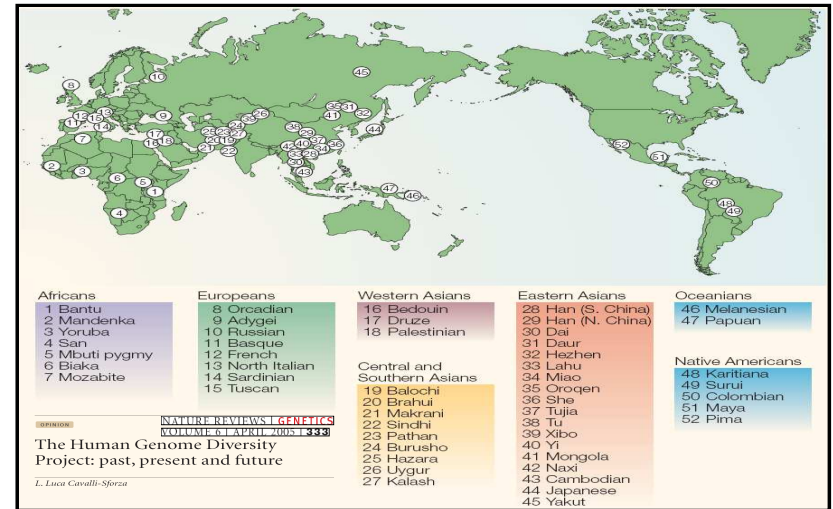 Africans
1 Bantu
2 Mandenka
3 Yoruba
4 San
5 Mbuti pygmy
6 Biaka
7 Mozabite
Europeans
8 Orcadian
9 Adygei
10 Russian
11 Basque
12 French
13 North Italian
14 Sardinian
15 Tuscan
Western Asians
16 Bedouin
17 Druze
18 Palestinian
Central and
Southern Asians
19 Balochi
20 Brahui
21 Makrani
22 Sindhi
23 Pathan
24 Burusho
25 Hazara
26 Uygur
27 Kalash
Eastern Asians
28 Han (S. China)
29 Han (N. China)
30 Dai
31 Daur
32 Hezhen
33 Lahu
34 Miao
35 Oroqen
36 She
37 Tujia
38 Tu
39 Xibo
40 Yi
41 Mongola
42 Naxi
43 Cambodian
44 Japanese
45 Yakut
Oceanians
46 Melanesian
47 Papuan
Native Americans
48 Karitiana
49 Surui
50 Colombian
51 Maya
52 Pima
OPINION
NATURE REVIEWS | GENETICS
VOLUME 6 | APRIL 2005 | 333
The Human Genome Diversity
Project: past, present and future
L. Luca Cavalli-Sforza